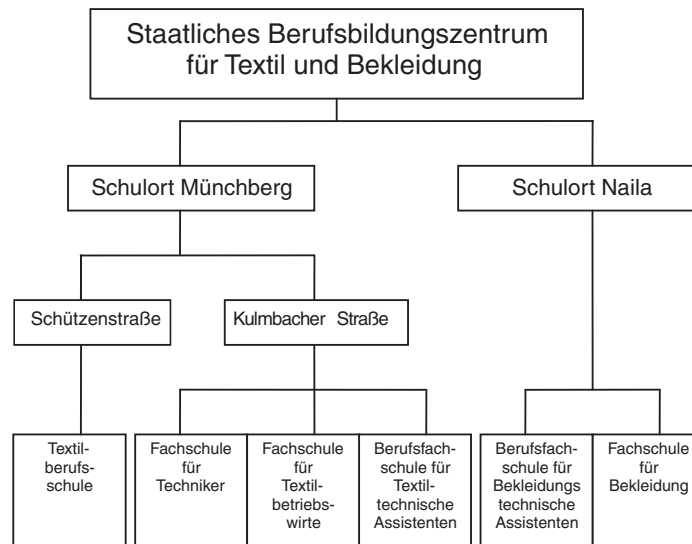 Staatliches Berufsbildungszentrum
für Textil und Bekleidung
Schulort Münchberg
Schulort Naila
Schützenstraße
Kulmbacher Straße
Textil-
berufs-
schule
Fachschule
für
Techniker
Fachschule
für
Textil-
betriebs-
wirte
Berufsfach-
schule für
Textil-
technische
Assistenten
Berufsfach-
schule für
Bekleidungs
technische
Assistenten
Fachschule
für
Bekleidung